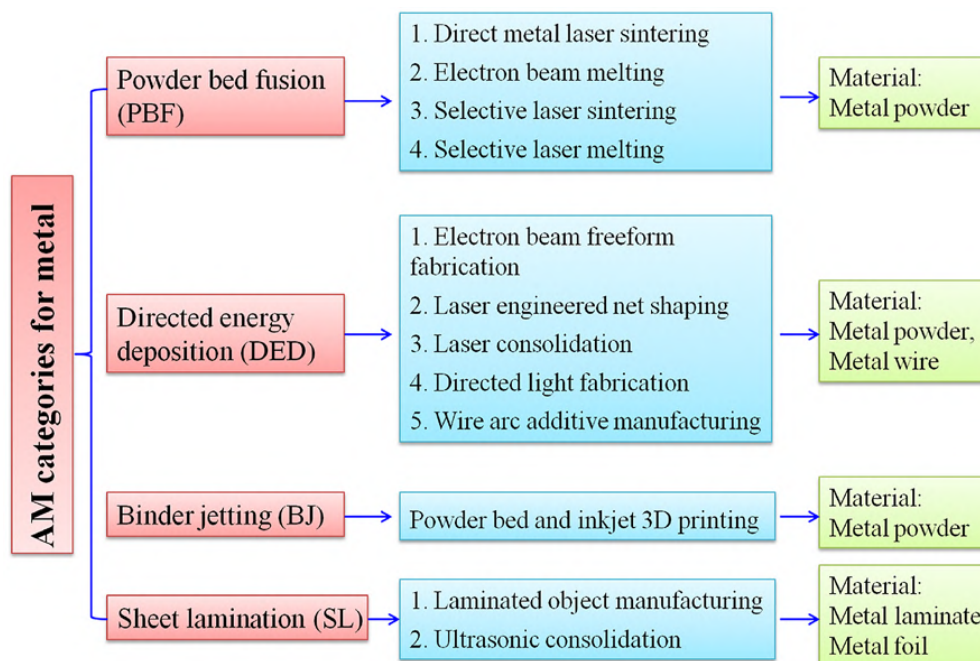 AM categories for metal
Powder bed fusion
(PBF)
1. Direct metal laser sintering
2. Electron beam melting
3. Selective laser sintering
4. Selective laser melting
Material:
Metal powder
Directed energy
deposition (DED)
1. Electron beam freeform
fabrication
2. Laser engineered net shaping
3. Laser consolidation
4. Directed light fabrication
5. Wire arc additive manufacturing
Material:
Metal powder,
Metal wire
Binder jetting (BJ)
Powder bed and inkjet 3D printing
Material:
Metal powder
Sheet lamination (SL)
1. Laminated object manufacturing
2. Ultrasonic consolidation
Material:
Metal laminate
Metal foil